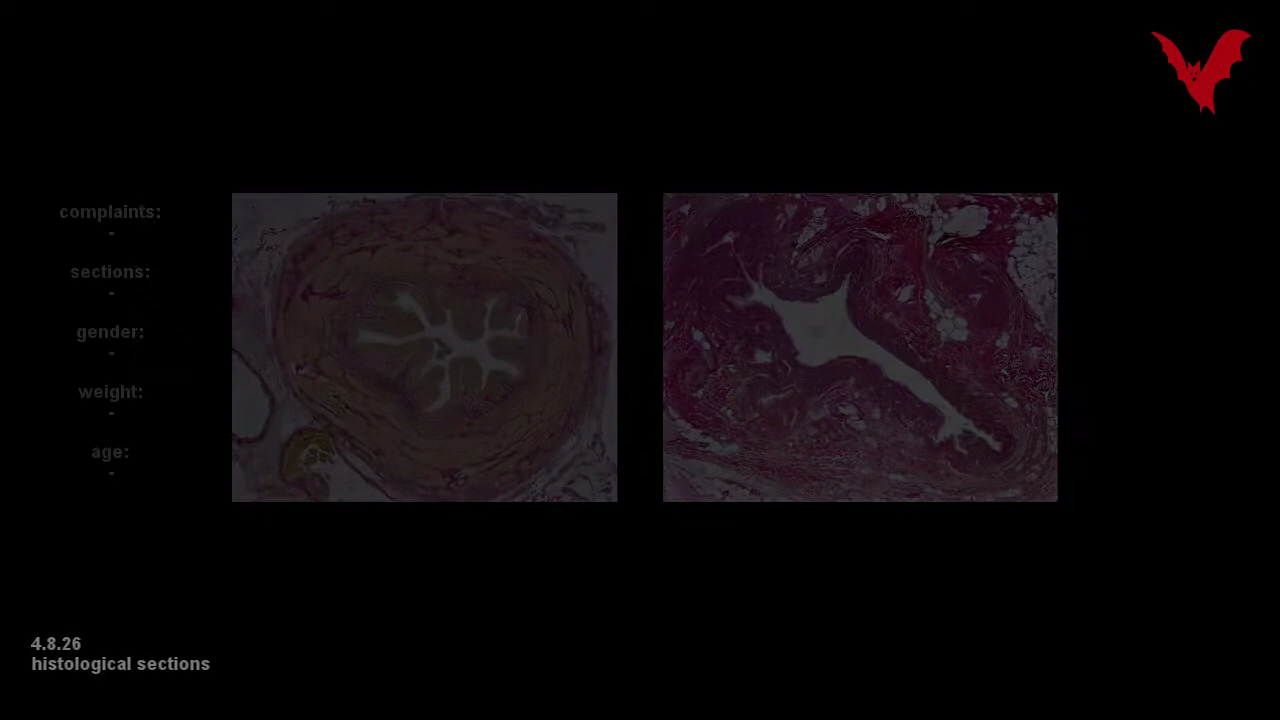 complaints:
-
sections:
-
gender:
-
weight:
-
age:
-
4.8.26
histological sections